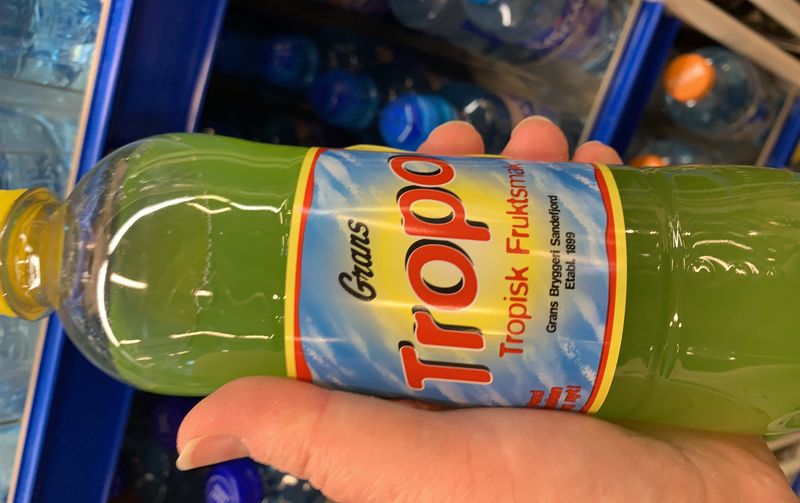 Grans
Tropo
Tropisk Fruktsmak
Grans Bryggeri Sandefjord
Etabl. 1899